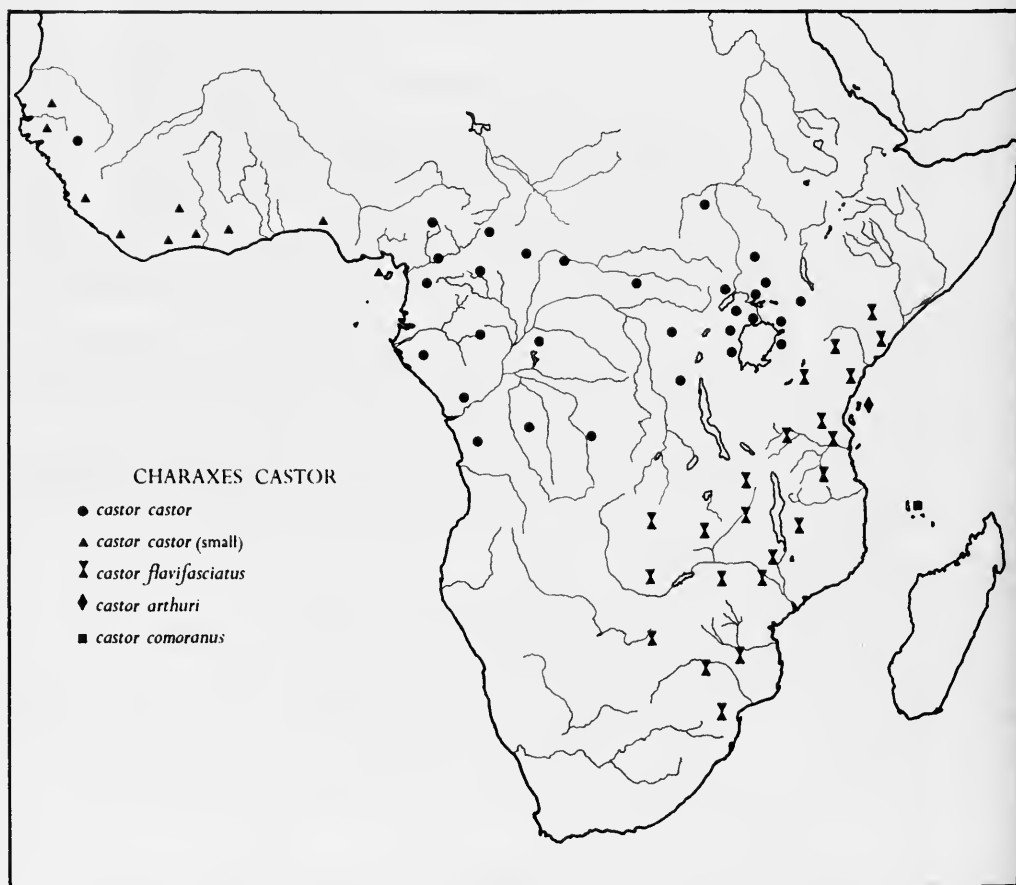 CHARAXES CASTOR
castor castor
castor castor (small)
castor flavifasciatus
castor arthuri
castor comoranus